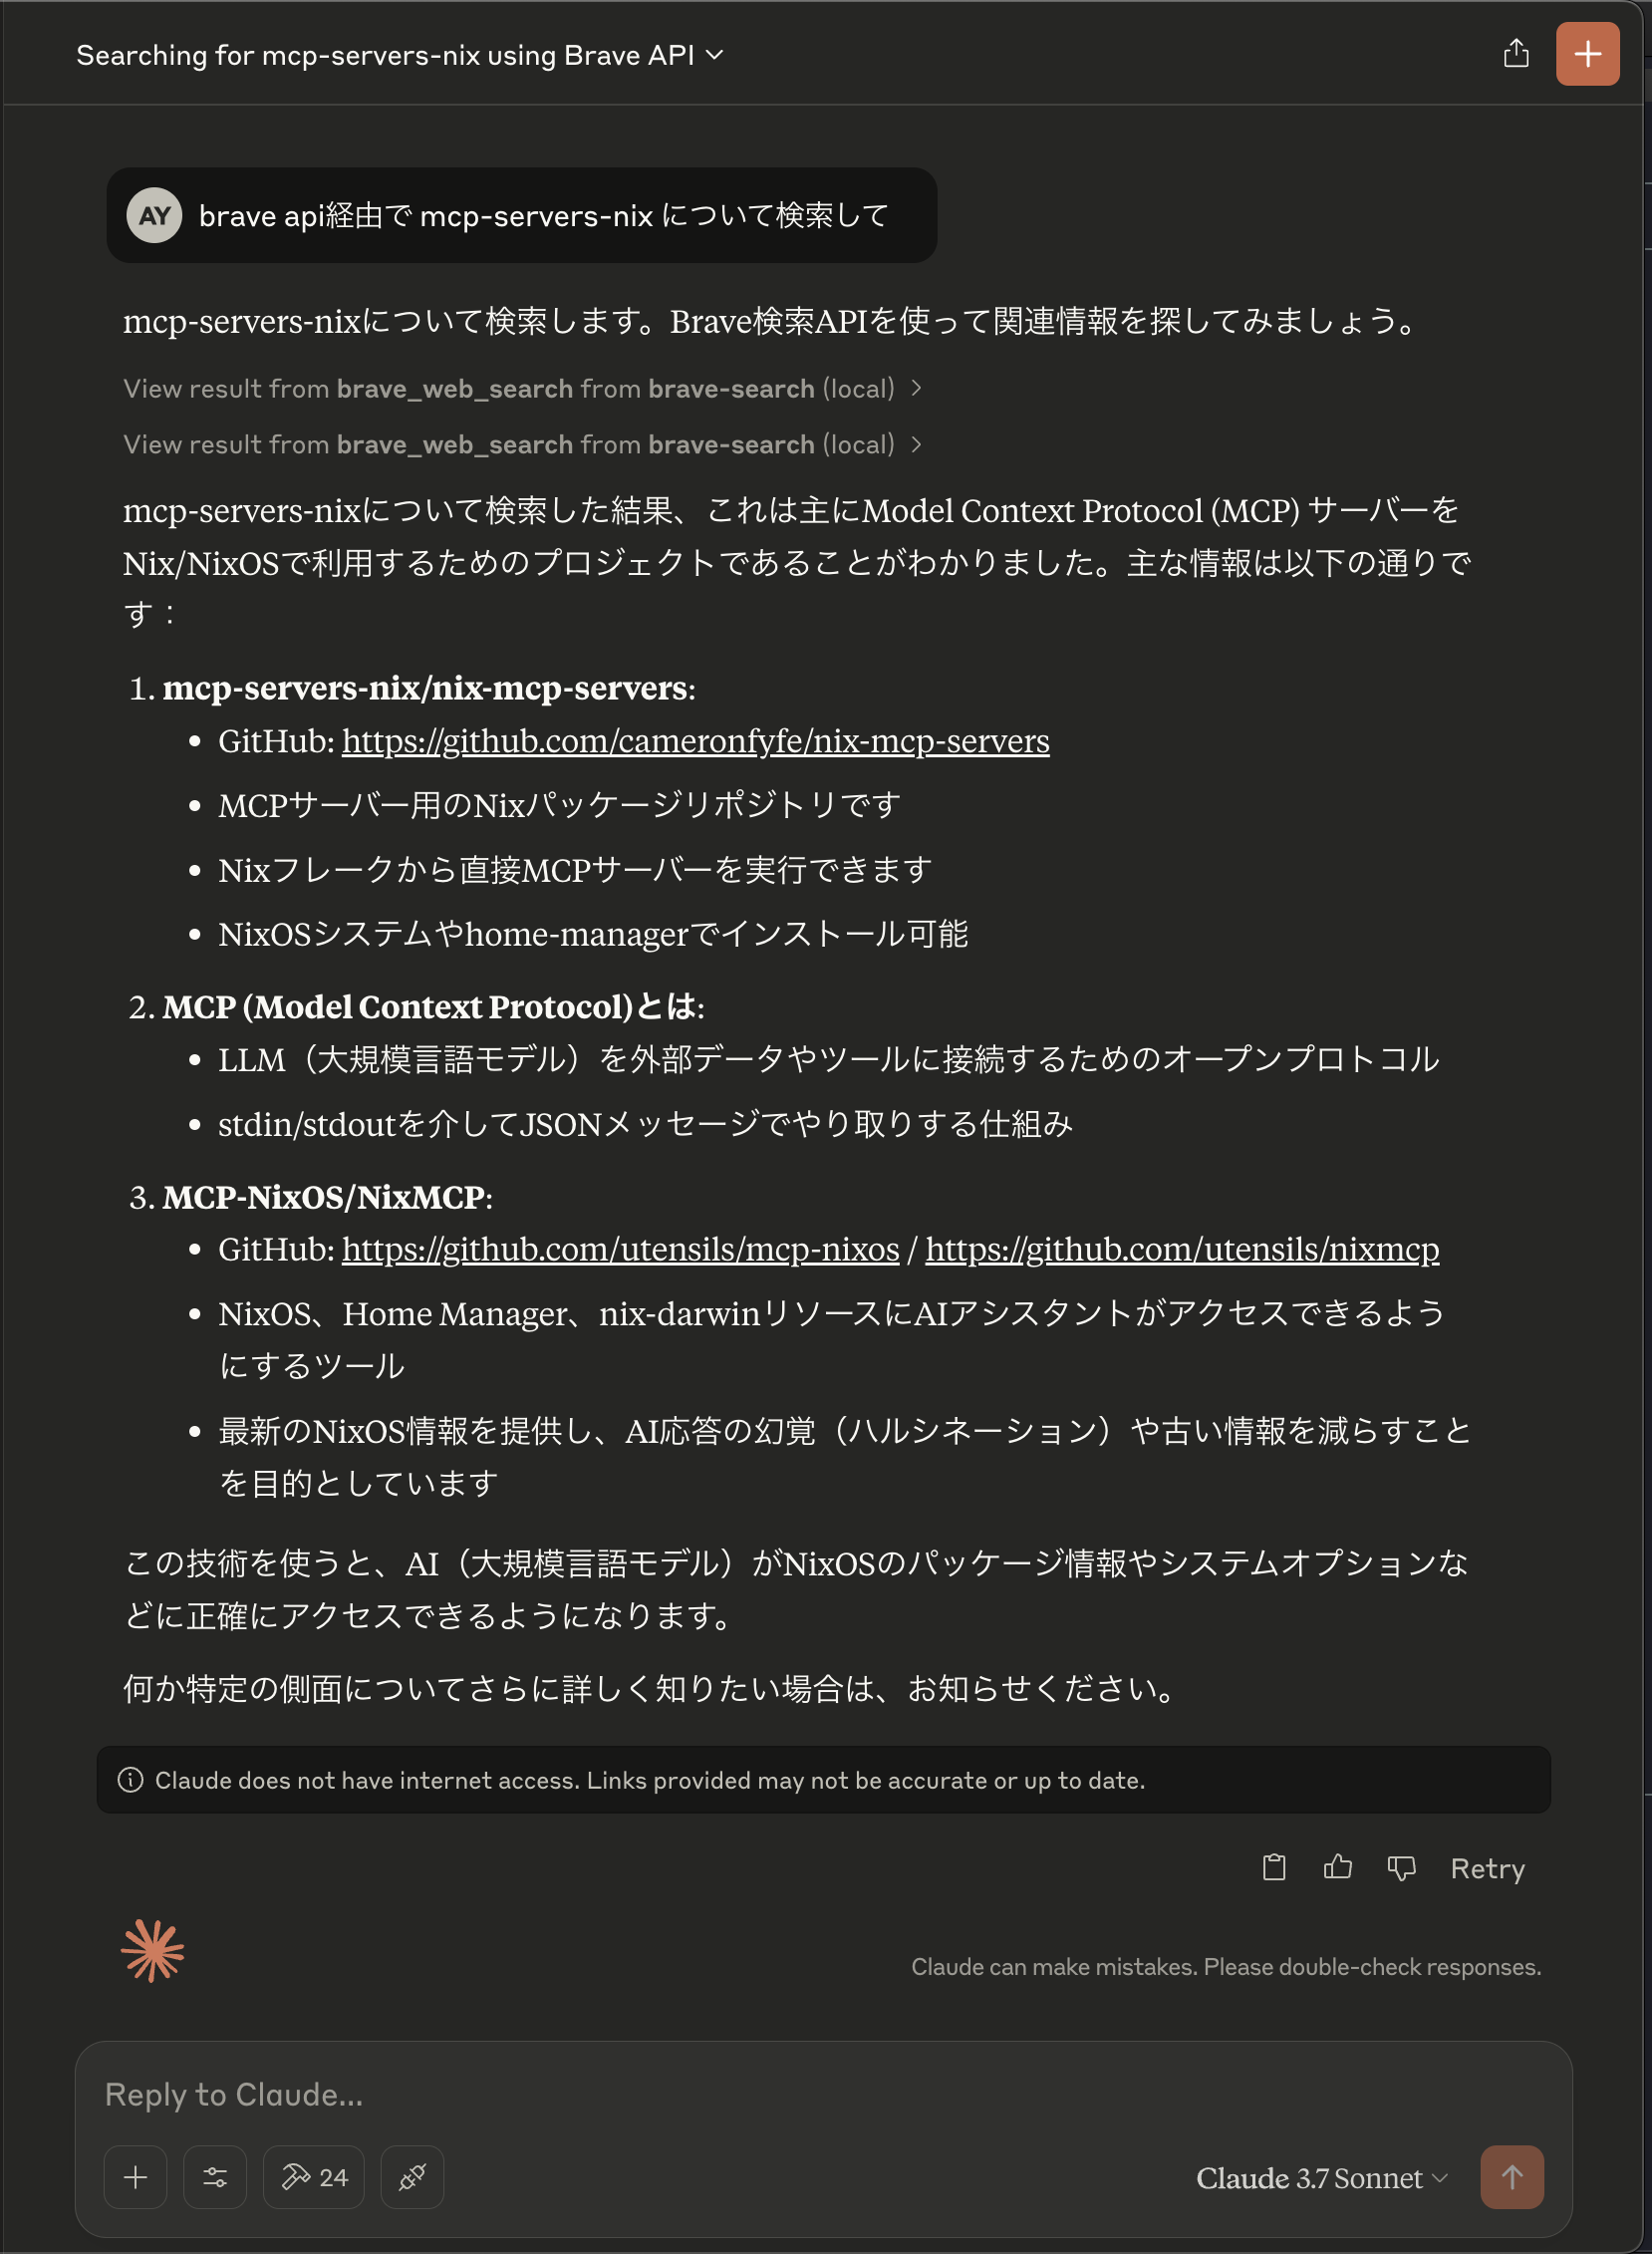 Searching for mcp-servers-nix using Brave API
AY brave api経由で mcp-servers-nix について検索して
mcp-servers-nixについて検索します。Brave検索APIを使って関連情報を探してみましょう。
View result from brave_web_search from brave-search (local)
View result from brave_web_search from brave-search (local)
mcp-servers-nixについて検索した結果、これは主にModel Context Protocol (MCP) サーバーを
Nix/NixOSで利用するためのプロジェクトであることがわかりました。主な情報は以下の通りで
す：
1. mcp-servers-nix/nix-mcp-servers:
• GitHub: https://github.com/cameronfyfe/nix-mcp-servers
• MCPサーバー用のNixパッケージリポジトリです
• Nixフレークから直接MCPサーバーを実行できます
• NixOSシステムやhome-managerでインストール可能
2. MCP (Model Context Protocol)とは:
• LLM（大規模言語モデル）を外部データやツールに接続するためのオープンプロトコル
• stdin/stdoutを介してJSONメッセージでやり取りする仕組み
3. MCP-NixOS/NixMCP:
• GitHub: https://github.com/utensils/mcp-nixos / https://github.com/utensils/nixmcp
• NixOS、Home Manager、nix-darwinリソースにAIアシスタントがアクセスできるよう
にするツール
• 最新のNixOS情報を提供し、AI応答の幻覚（ハルシネーション）や古い情報を減らすこと
を目的としています
この技術を使うと、AI（大規模言語モデル）がNixOSのパッケージ情報やシステムオプションな
どに正確にアクセスできるようになります。
何か特定の側面についてさらに詳しく知りたい場合は、お知らせください。
Claude does not have internet access. Links provided may not be accurate or up to date.
Retry
Claude can make mistakes. Please double-check responses.
Reply to Claude...
24
Claude 3.7 Sonnet